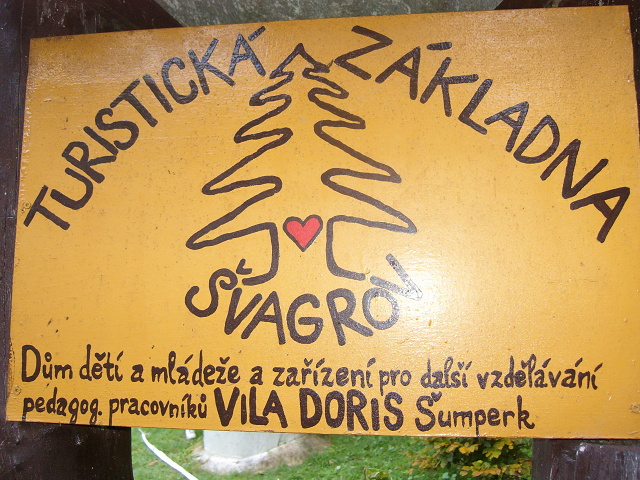 TURISTICKÁ ZÁKLADNA
ŠVAGROV
Dům dětí a mládeže a zařízení pro další vzdělávání
pedagog. pracovníků VILA DORIS Šumperk